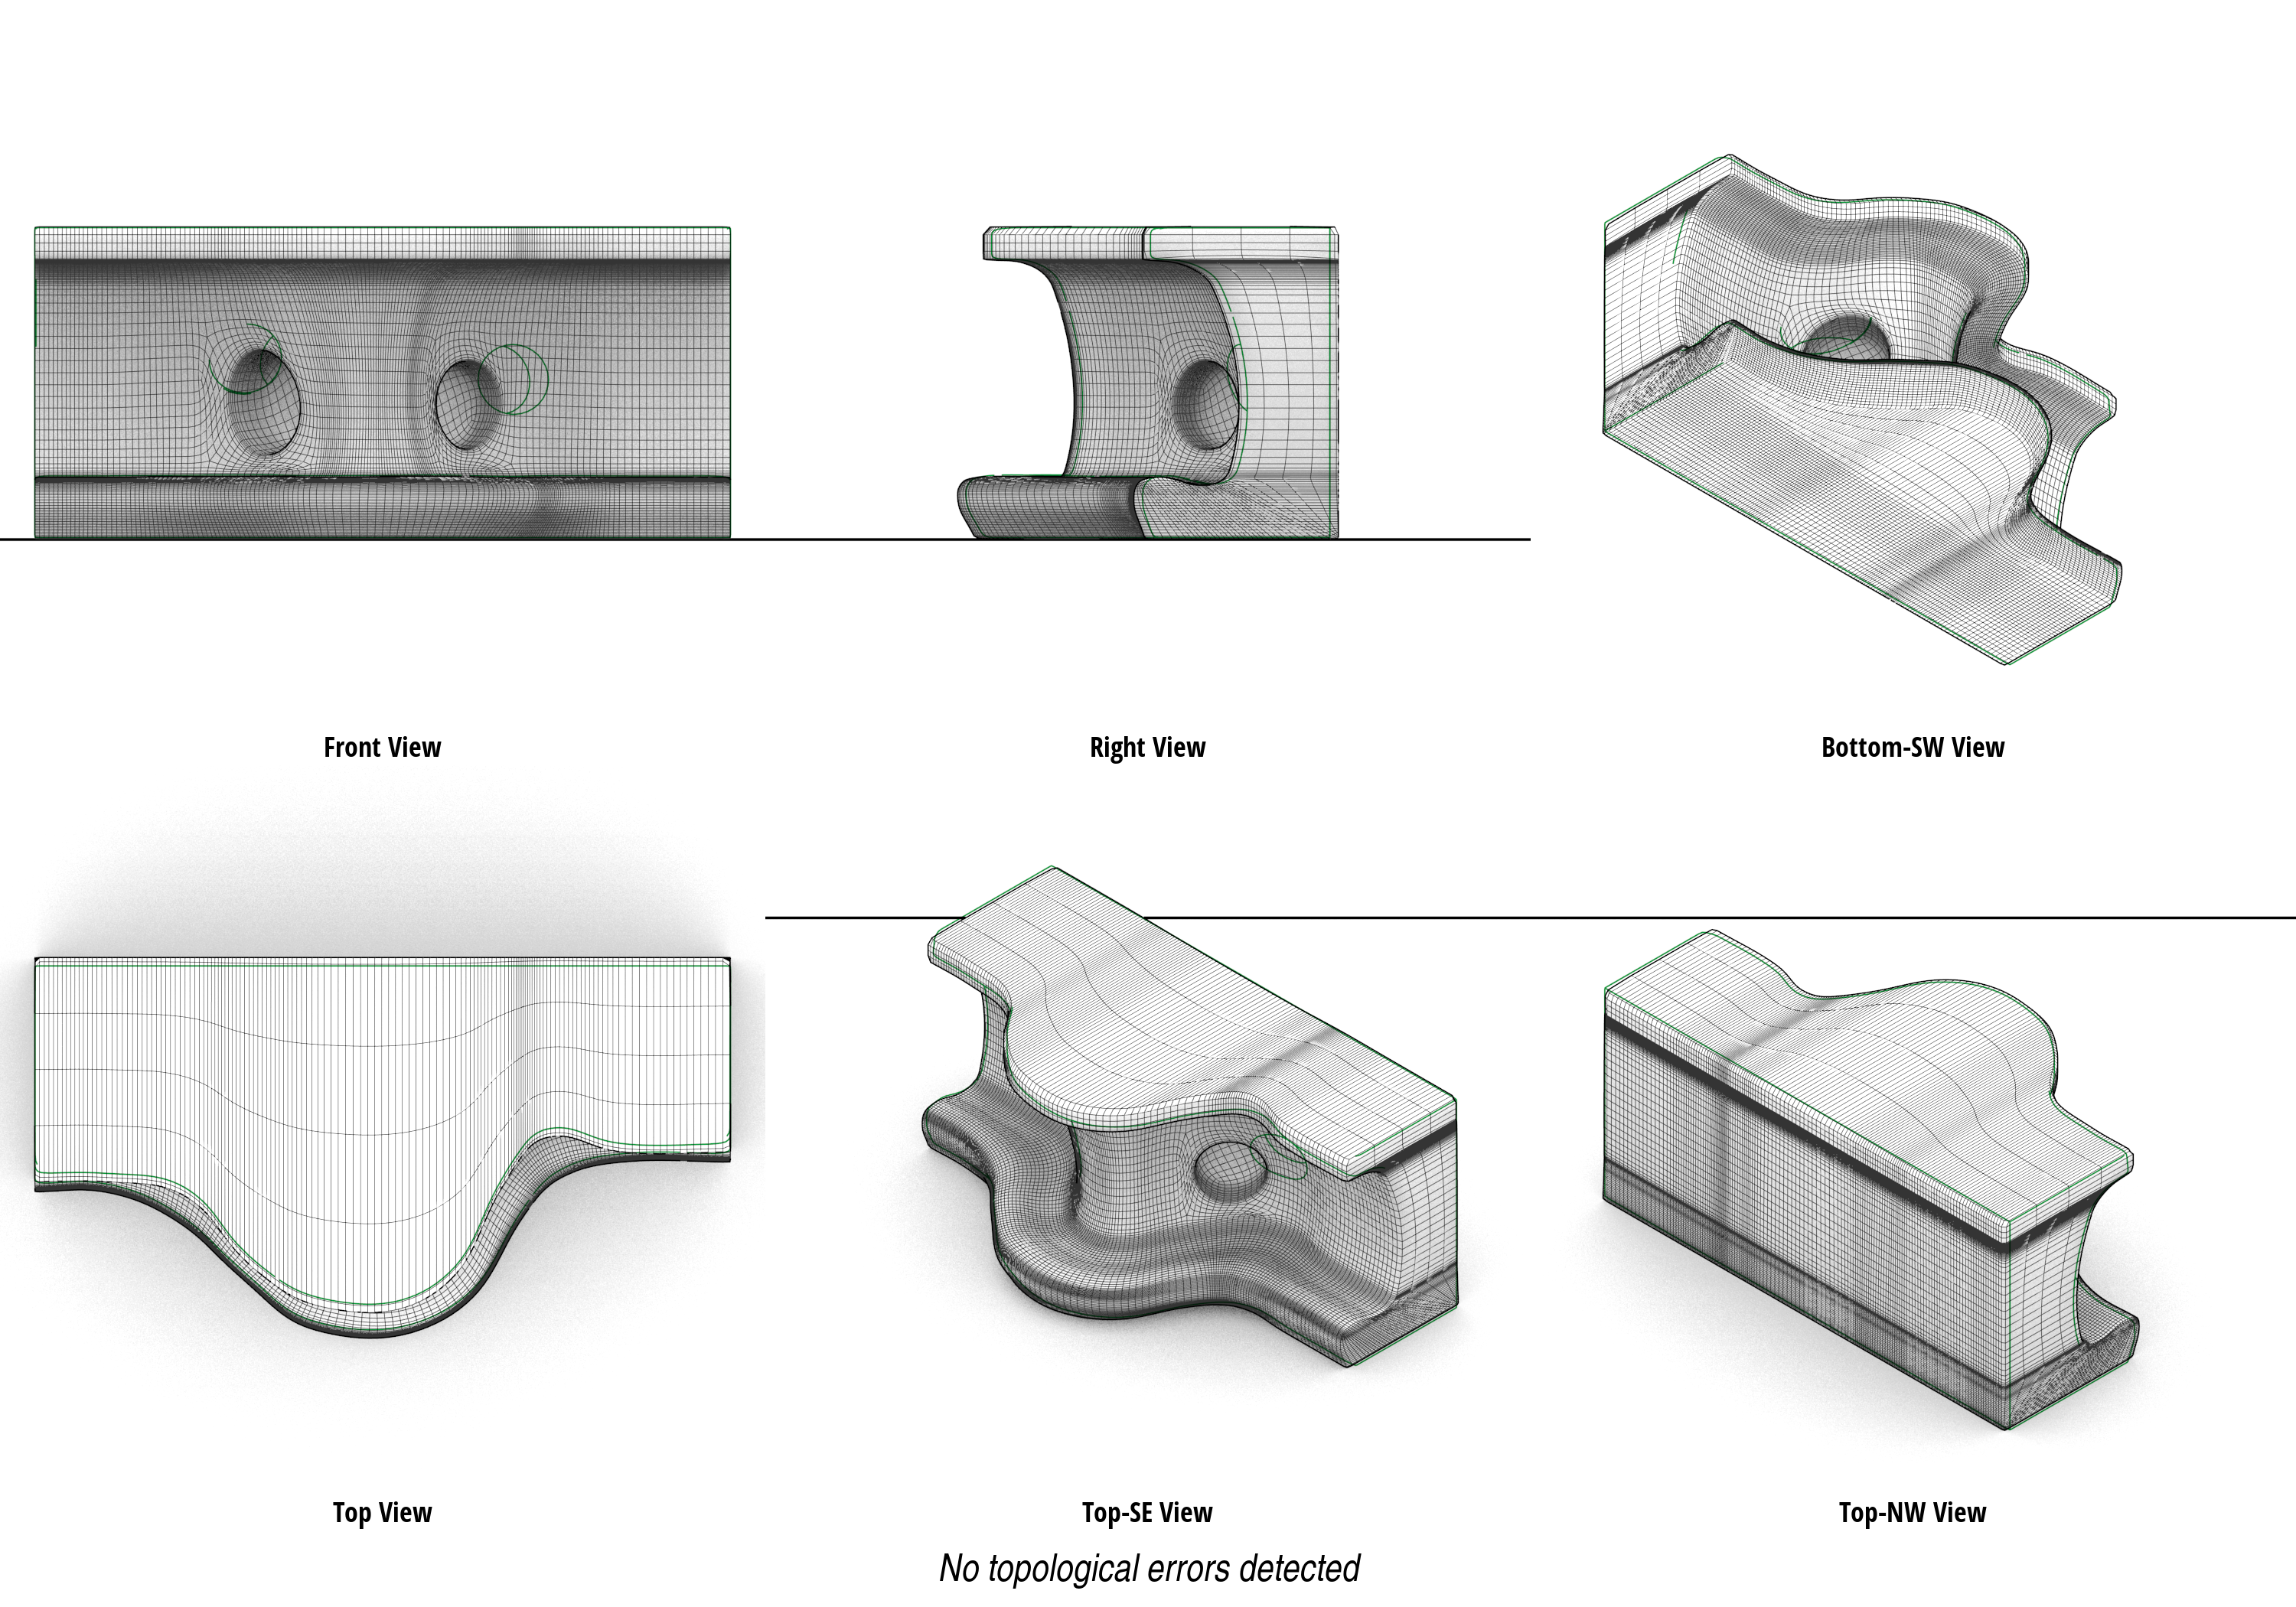 Front View
Right View
Bottom-SW View
Top View
Top-SE View
Top-NW View
No topological errors detected